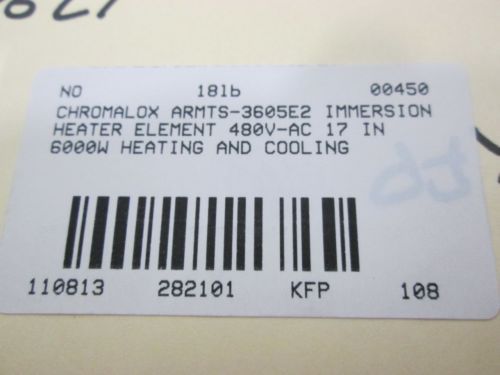 NO 18lb 00450
CHROMALOX ARMTS-3605E2 IMMERSION
HEATER ELEMENT 480V-AC 17 IN
6000W HEATING AND COOLING
110813 282101 KFP 108